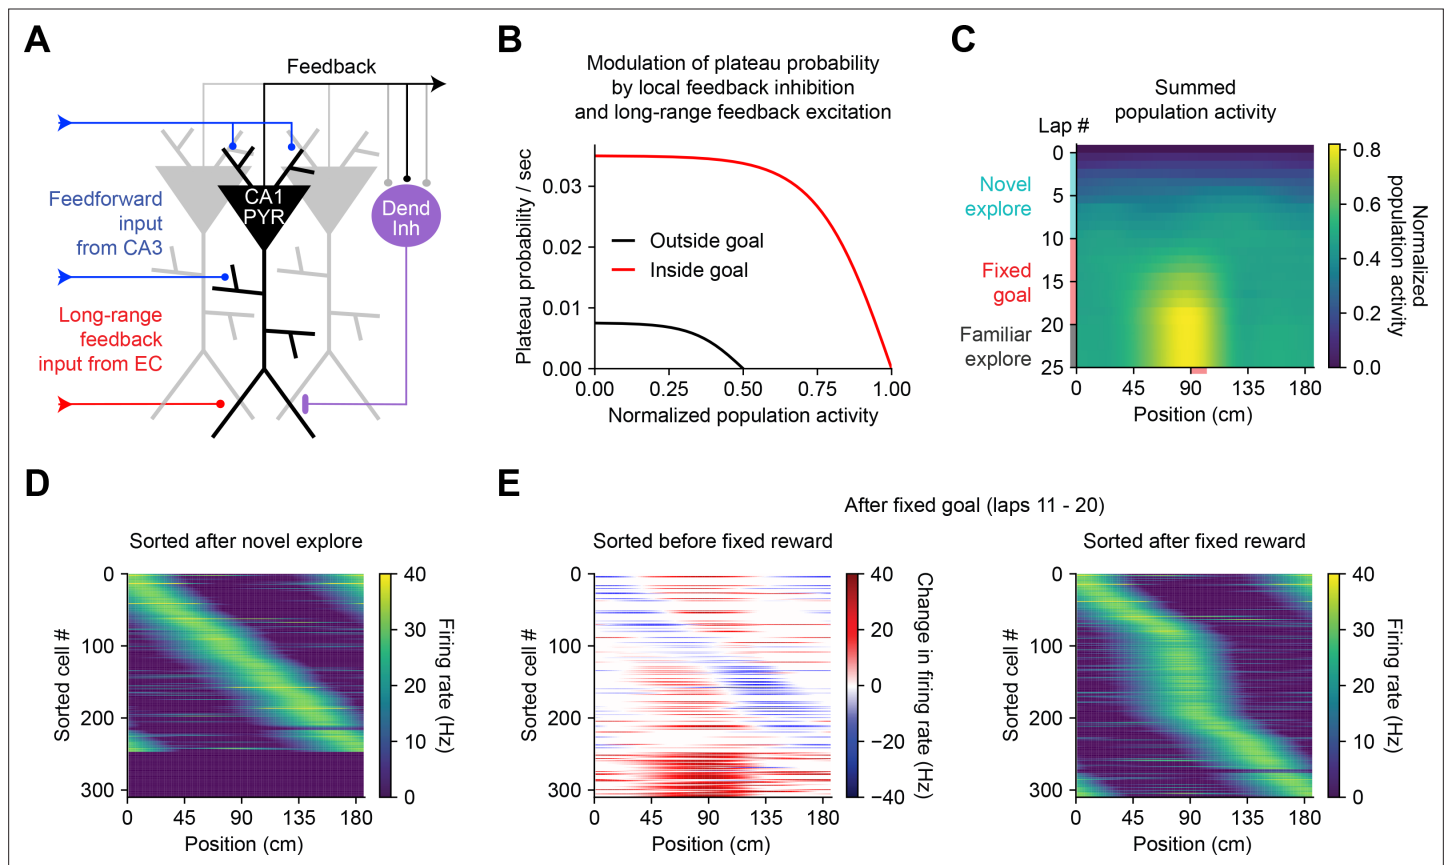 A
Feedback
CA1
PYR
Dend
Inh
Feedforward
input
from CA3
Long-range
feedback
input from EC
B
Modulation of plateau probability
by local feedback inhibition
and long-range feedback excitation
Plateau probability / sec
0.03
0.02
0.01
0.00
Outside goal
Inside goal
0.00 0.25 0.50 0.75 1.00
Normalized population activity
C
Summed
population activity
Lap #
0
5
10
15
20
25
Novel
explore
Fixed
goal
Familiar
explore
0 45 90 135 180
Position (cm)
0.8
0.6
0.4
0.2
0.0
Normalized
population activity
D
Sorted after novel explore
Sorted cell #
0
100
200
300
0 45 90 135 180
Position (cm)
40
30
20
10
0
Firing rate (Hz)
E
After fixed goal (laps 11 - 20)
Sorted before fixed reward
Sorted cell #
0
100
200
300
0 45 90 135 180
Position (cm)
40
20
0
−20
−40
Change in firing rate (Hz)
Sorted after fixed reward
Sorted cell #
0
100
200
300
0 45 90 135 180
Position (cm)
40
30
20
10
0
Firing rate (Hz)